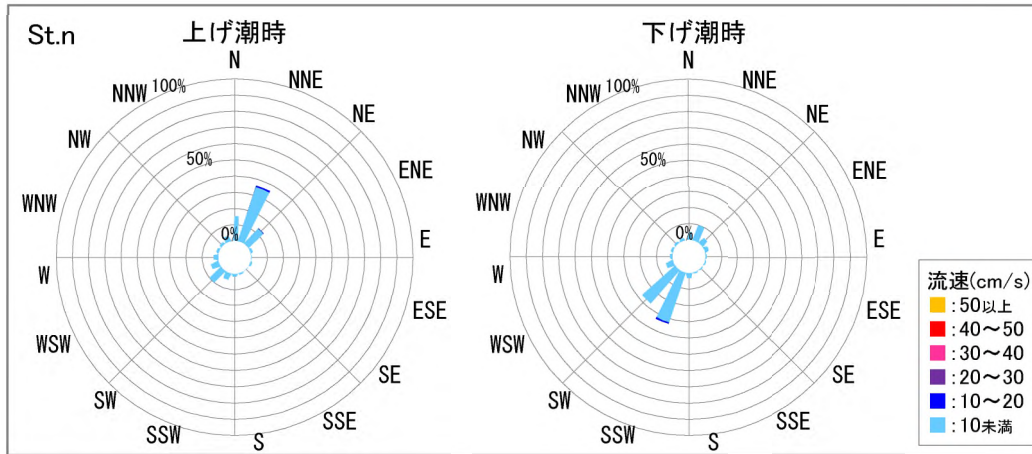 St.n
上げ潮時
N
NNE
NE
ENE
E
ESE
SE
SSE
S
SSW
SW
WSW
W
WNW
NW
NNW
100%
50%
0%
下げ潮時
N
NNE
NE
ENE
E
ESE
SE
SSE
S
SSW
SW
WSW
W
WNW
NW
NNW
100%
50%
0%
流速(cm/s)
:50以上
:40～50
:30～40
:20～30
:10～20
:10未満